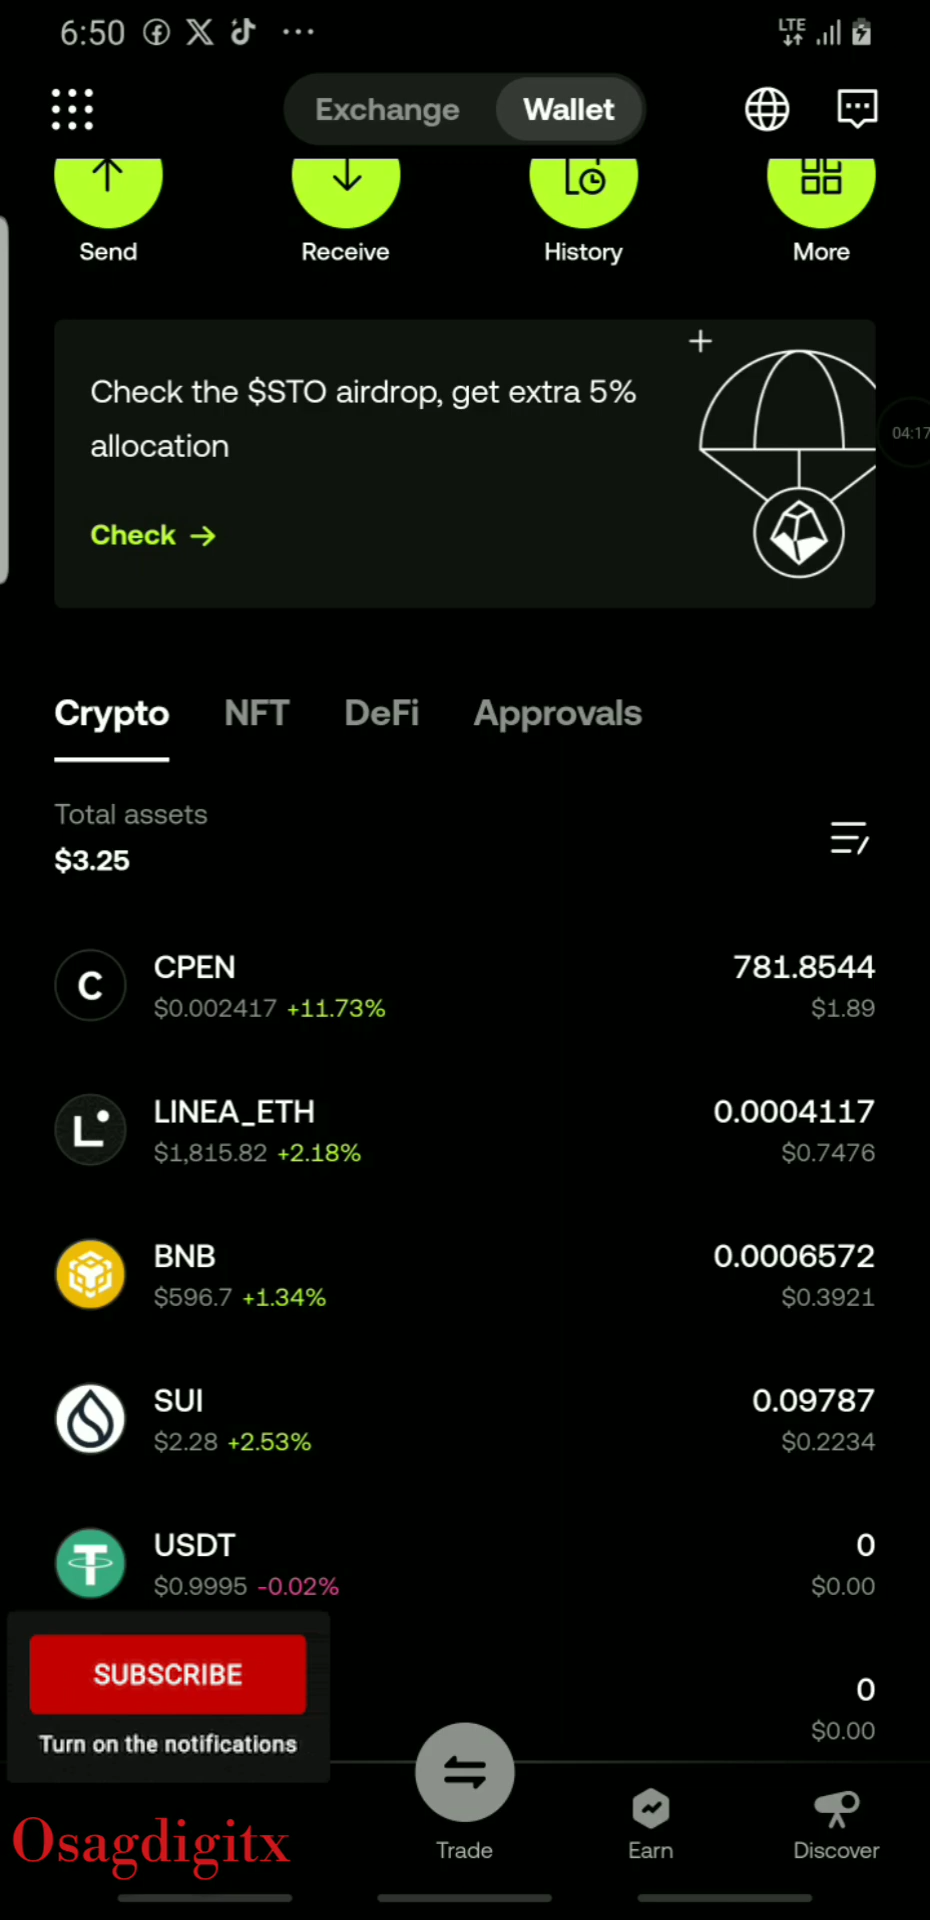 6:50
LTE
Exchange
Wallet
Send
Receive
History
More
Check the $STO airdrop, get extra 5%
allocation
Check →
04:17
Crypto
NFT
DeFi
Approvals
Total assets
$3.25
C
CPEN
781.8544
$0.002417 +11.73%
$1.89
L
LINEA_ETH
0.0004117
$1,815.82 +2.18%
$0.7476
BNB
0.0006572
$596.7 +1.34%
$0.3921
SUI
0.09787
$2.28 +2.53%
$0.2234
USDT
0
$0.9995 -0.02%
$0.00
SUBSCRIBE
Turn on the notifications
0
$0.00
Osagdigitx
Trade
Earn
Discover